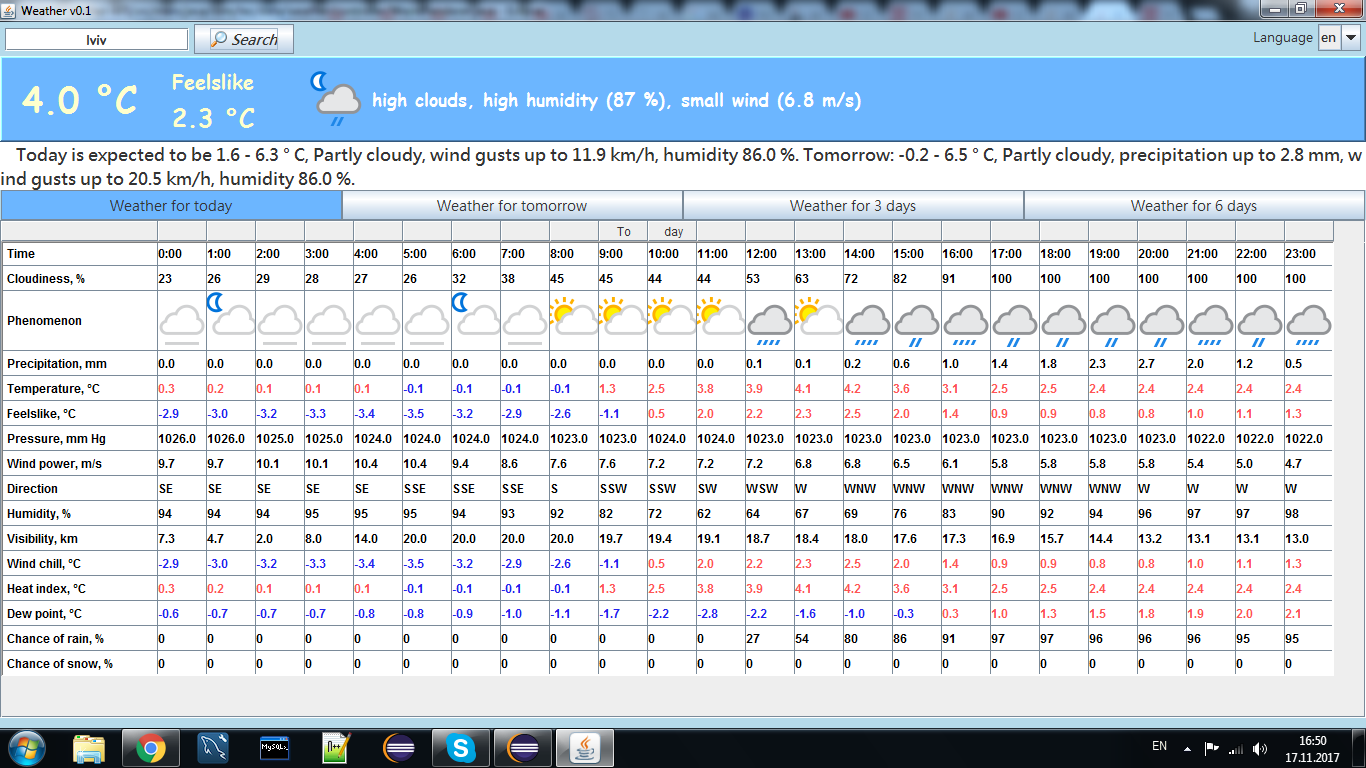 Weather v0.1
lviv
Search
Language
en
4.0 °C
Feelslike
2.3 °C
high clouds, high humidity (87 %), small wind (6.8 m/s)
Today is expected to be 1.6 - 6.3 ° C, Partly cloudy, wind gusts up to 11.9 km/h, humidity 86.0 %. Tomorrow: -0.2 - 6.5 ° C, Partly cloudy, precipitation up to 2.8 mm, w
ind gusts up to 20.5 km/h, humidity 86.0 %.
Weather for today Weather for tomorrow Weather for 3 days Weather for 6 days
To day
Time 0:00 1:00 2:00 3:00 4:00 5:00 6:00 7:00 8:00 9:00 10:00 11:00 12:00 13:00 14:00 15:00 16:00 17:00 18:00 19:00 20:00 21:00 22:00 23:00
Cloudiness, % 23 26 29 28 27 26 32 38 45 45 44 44 53 63 72 82 91 100 100 100 100 100 100 100
Phenomenon
Precipitation, mm 0.0 0.0 0.0 0.0 0.0 0.0 0.0 0.0 0.0 0.0 0.0 0.0 0.1 0.1 0.2 0.6 1.0 1.4 1.8 2.3 2.7 2.0 1.2 0.5
Temperature, °C 0.3 0.2 0.1 0.1 0.1 -0.1 -0.1 -0.1 -0.1 1.3 2.5 3.8 3.9 4.1 4.2 3.6 3.1 2.5 2.5 2.4 2.4 2.4 2.4 2.4
Feelslike, °C -2.9 -3.0 -3.2 -3.3 -3.4 -3.5 -3.2 -2.9 -2.6 -1.1 0.5 2.0 2.2 2.3 2.5 2.0 1.4 0.9 0.9 0.8 0.8 1.0 1.1 1.3
Pressure, mm Hg 1026.0 1026.0 1025.0 1025.0 1024.0 1024.0 1024.0 1024.0 1023.0 1023.0 1024.0 1024.0 1023.0 1023.0 1023.0 1023.0 1023.0 1023.0 1023.0 1023.0 1023.0 1022.0 1022.0 1022.0
Wind power, m/s 9.7 9.7 10.1 10.1 10.4 10.4 9.4 8.6 7.6 7.6 7.2 7.2 7.2 6.8 6.8 6.5 6.1 5.8 5.8 5.8 5.8 5.4 5.0 4.7
Direction SE SE SE SE SE SSE SSE SSE S SSW SSW SW WSW W WNW WNW WNW WNW WNW WNW W W W W
Humidity, % 94 94 94 95 95 95 94 93 92 82 72 62 64 67 69 76 83 90 92 94 96 97 97 98
Visibility, km 7.3 4.7 2.0 8.0 14.0 20.0 20.0 20.0 20.0 19.7 19.4 19.1 18.7 18.4 18.0 17.6 17.3 16.9 15.7 14.4 13.2 13.1 13.1 13.0
Wind chill, °C -2.9 -3.0 -3.2 -3.3 -3.4 -3.5 -3.2 -2.9 -2.6 -1.1 0.5 2.0 2.2 2.3 2.5 2.0 1.4 0.9 0.9 0.8 0.8 1.0 1.1 1.3
Heat index, °C 0.3 0.2 0.1 0.1 0.1 -0.1 -0.1 -0.1 -0.1 1.3 2.5 3.8 3.9 4.1 4.2 3.6 3.1 2.5 2.5 2.4 2.4 2.4 2.4 2.4
Dew point, °C -0.6 -0.7 -0.7 -0.7 -0.8 -0.8 -0.9 -1.0 -1.1 -1.7 -2.2 -2.8 -2.2 -1.6 -1.0 -0.3 0.3 1.0 1.3 1.5 1.8 1.9 2.0 2.1
Chance of rain, % 0 0 0 0 0 0 0 0 0 0 0 0 27 54 80 86 91 97 97 96 96 96 95 95
Chance of snow, % 0 0 0 0 0 0 0 0 0 0 0 0 0 0 0 0 0 0 0 0 0 0 0 0
MySQL
EN
16:50
17.11.2017